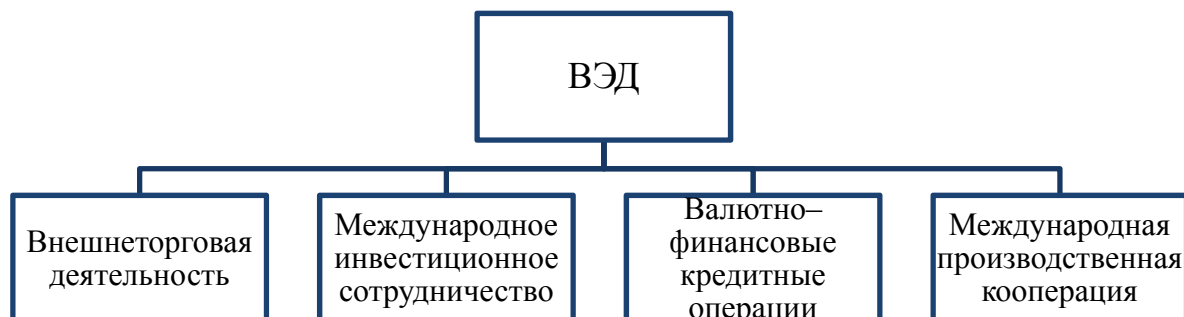 ВЭД
Внешнеторговая
деятельность
Международное
инвестиционное
сотрудничество
Валютно–
финансовые
кредитные
операции
Международная
производственная
кооперация